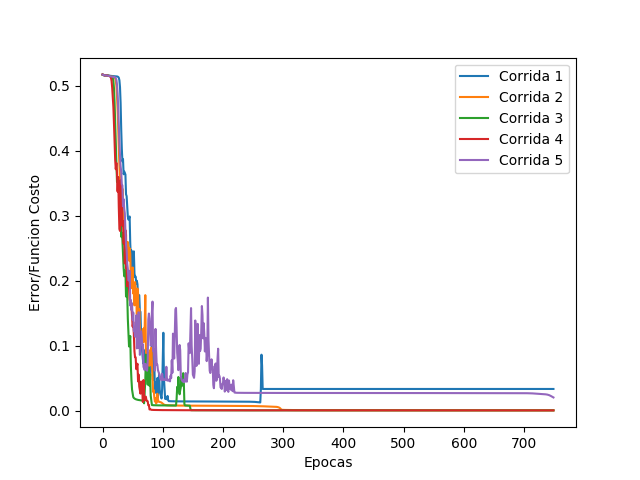 Corrida 1
Corrida 2
Corrida 3
Corrida 4
Corrida 5
Error/Funcion Costo
0.5
0.4
0.3
0.2
0.1
0.0
0 100 200 300 400 500 600 700
Epocas